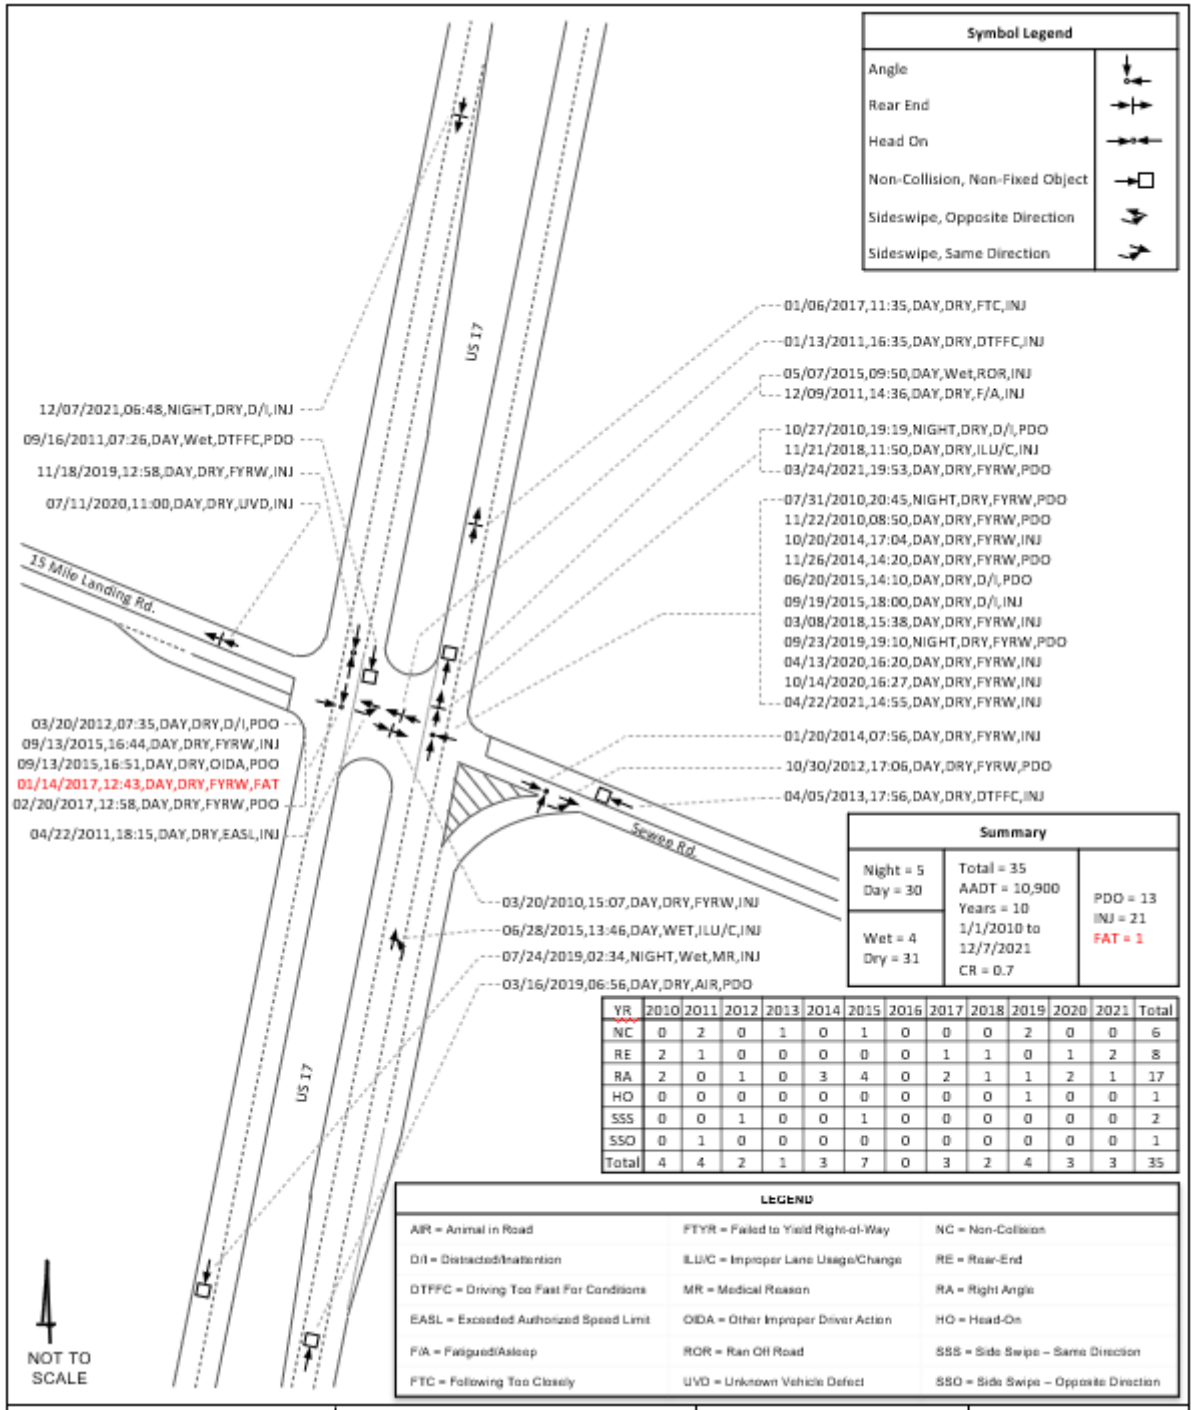 Symbol Legend
Angle
Rear End
Head On
Non-Collision, Non-Fixed Object
Sideswipe, Opposite Direction
Sideswipe, Same Direction
US 17
01/06/2017,11:35,DAY,DRY,FTC,INJ
01/13/2011,16:35,DAY,DRY,DTFFC,INJ
05/07/2015,09:50,DAY,Wet,ROR,INJ
12/09/2011,14:36,DAY,DRY,F/A,INJ
10/27/2010,19:19,NIGHT,DRY,D/I,PDO
11/21/2018,11:50,DAY,DRY,ILU/C,INJ
03/24/2021,19:53,DAY,DRY,FYRW,PDO
07/31/2010,20:45,NIGHT,DRY,FYRW,PDO
11/22/2010,08:50,DAY,DRY,FYRW,PDO
10/20/2014,17:04,DAY,DRY,FYRW,INJ
11/26/2014,14:20,DAY,DRY,FYRW,PDO
06/20/2015,14:10,DAY,DRY,D/I,PDO
09/19/2015,18:00,DAY,DRY,D/I,INJ
03/08/2018,15:38,DAY,DRY,FYRW,INJ
09/23/2019,19:10,NIGHT,DRY,FYRW,PDO
04/13/2020,16:20,DAY,DRY,FYRW,INJ
10/14/2020,16:27,DAY,DRY,FYRW,INJ
04/22/2021,14:55,DAY,DRY,FYRW,INJ
01/20/2014,07:56,DAY,DRY,FYRW,INJ
10/30/2012,17:06,DAY,DRY,FYRW,PDO
04/05/2013,17:56,DAY,DRY,DTFFC,INJ
12/07/2021,06:48,NIGHT,DRY,D/I,INJ
09/16/2011,07:26,DAY,Wet,DTFFC,PDO
11/18/2019,12:58,DAY,DRY,FYRW,INJ
07/11/2020,11:00,DAY,DRY,UVD,INJ
15 Mile Landing Rd.
03/20/2012,07:35,DAY,DRY,D/I,PDO
09/13/2015,16:44,DAY,DRY,FYRW,INJ
09/13/2015,16:51,DAY,DRY,OIDA,PDO
01/14/2017,12:43,DAY,DRY,FYRW,FAT
02/20/2017,12:58,DAY,DRY,FYRW,PDO
04/22/2011,18:15,DAY,DRY,EASL,INJ
Sewee Rd.
03/20/2010,15:07,DAY,DRY,FYRW,INJ
06/28/2015,13:46,DAY,WET,ILU/C,INJ
07/24/2019,02:34,NIGHT,Wet,MR,INJ
03/16/2019,06:56,DAY,DRY,AIR,PDO
US 17
Summary
Night = 5
Day = 30
Wet = 4
Dry = 31
Total = 35
AADT = 10,900
Years = 10
1/1/2010 to
12/7/2021
CR = 0.7
PDO = 13
INJ = 21
FAT = 1
YR 2010 2011 2012 2013 2014 2015 2016 2017 2018 2019 2020 2021 Total
NC 0 2 0 1 0 1 0 0 0 2 0 0 6
RE 2 1 0 0 0 0 0 1 1 0 1 2 8
RA 2 0 1 0 3 4 0 2 1 1 2 1 17
HO 0 0 0 0 0 0 0 0 0 1 0 0 1
SSS 0 0 1 0 0 1 0 0 0 0 0 0 2
SSO 0 1 0 0 0 0 0 0 0 0 0 0 1
Total 4 4 2 1 3 7 0 3 2 4 3 3 35
LEGEND
AIR = Animal in Road FTYR = Failed to Yield Right-of-Way NC = Non-Collision
D/I = Distracted/Inattention ILU/C = Improper Lane Usage/Change RE = Rear-End
DTFFC = Driving Too Fast For Conditions MR = Medical Reason RA = Right Angle
EASL = Exceeded Authorized Speed Limit OIDA = Other Improper Driver Action HO = Head-On
F/A = Fatigued/Asleep ROR = Ran Off Road SSS = Side Swipe – Same Direction
FTC = Following Too Closely UVD = Unknown Vehicle Defect SSO = Side Swipe – Opposite Direction
NOT TO
SCALE